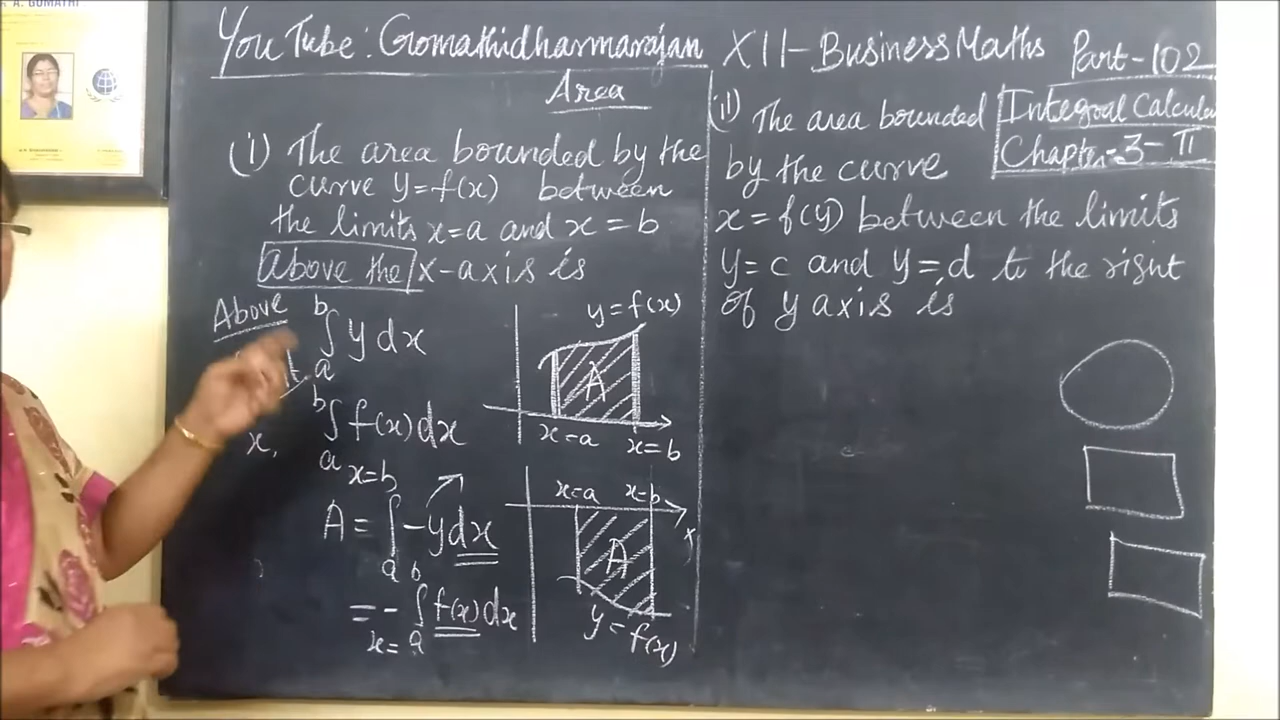 A. GOMATHI
YouTube: Gomathidharmarajan XII-Business Maths Part-102
Area
(i) The area bounded by the
curve y=f(x) between
the limits x=a and x=b
above the x-axis is
Above
b
∫ y dx
a
b
∫ f(x) dx
a
x,
x=b
A = ∫ -y dx
a
b
= - ∫ f(x) dx
x= a
y=f(x)
A
x=a
x=b
x=a x=b
x
A
y=f(x)
(ii) The area bounded
by the curve
x=f(y) between the limits
y=c and y=d to the right
of y axis is
Integral Calculu
Chapter-3-II